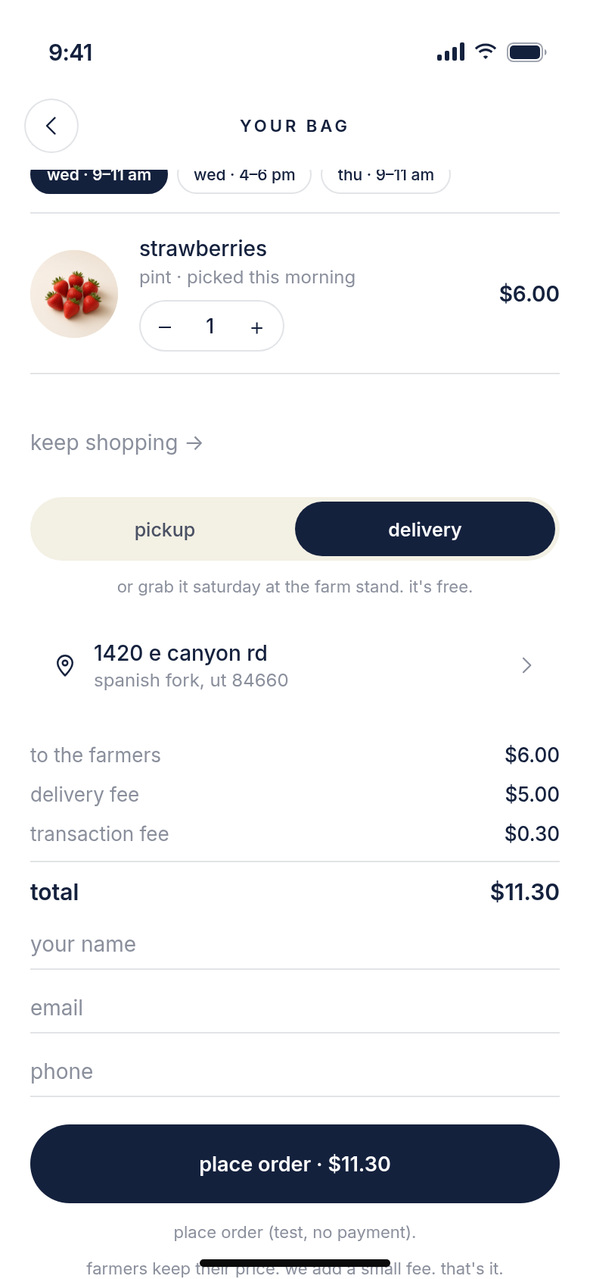 9:41
YOUR BAG
wed · 9–11 am
wed · 4–6 pm
thu · 9–11 am
strawberries
pint · picked this morning
$6.00
– 1 +
keep shopping →
pickup
delivery
or grab it saturday at the farm stand. it's free.
1420 e canyon rd
spanish fork, ut 84660
to the farmers $6.00
delivery fee $5.00
transaction fee $0.30
total $11.30
your name
email
phone
place order · $11.30
place order (test, no payment).
farmers keep their price. we add a small fee. that's it.